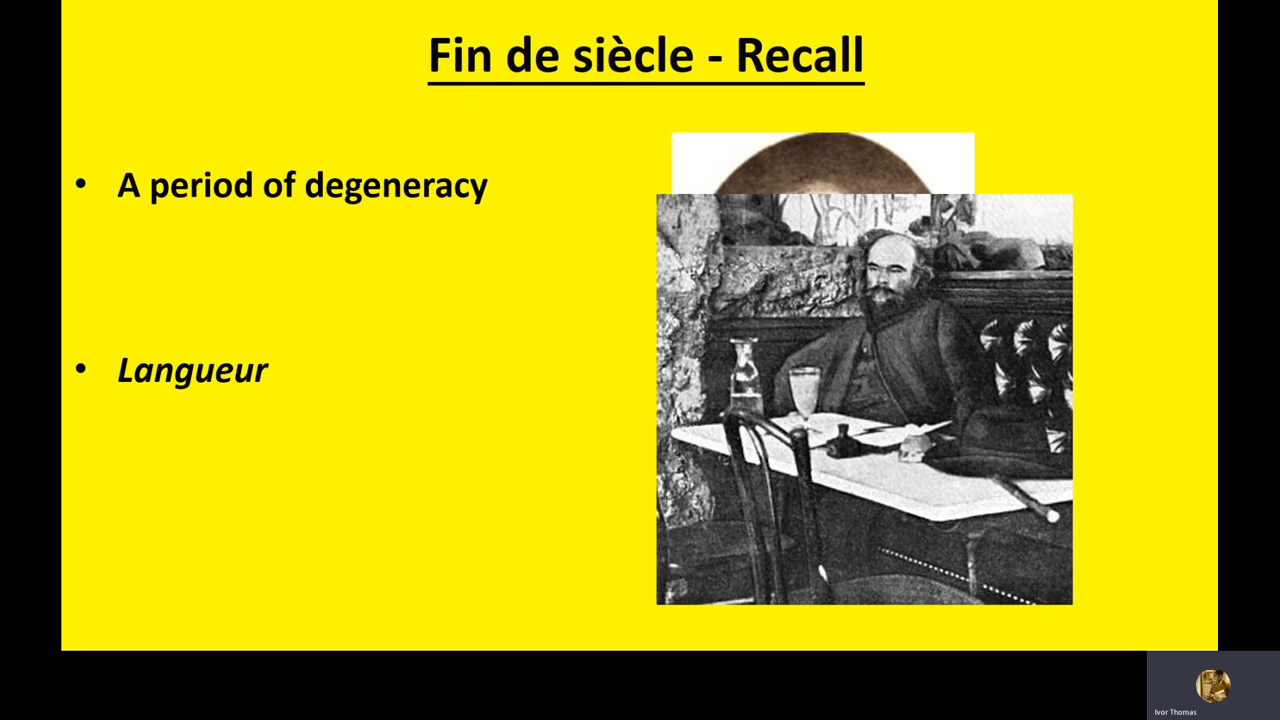 Fin de siècle - Recall
• A period of degeneracy
• Langueur
Ivor Thomas